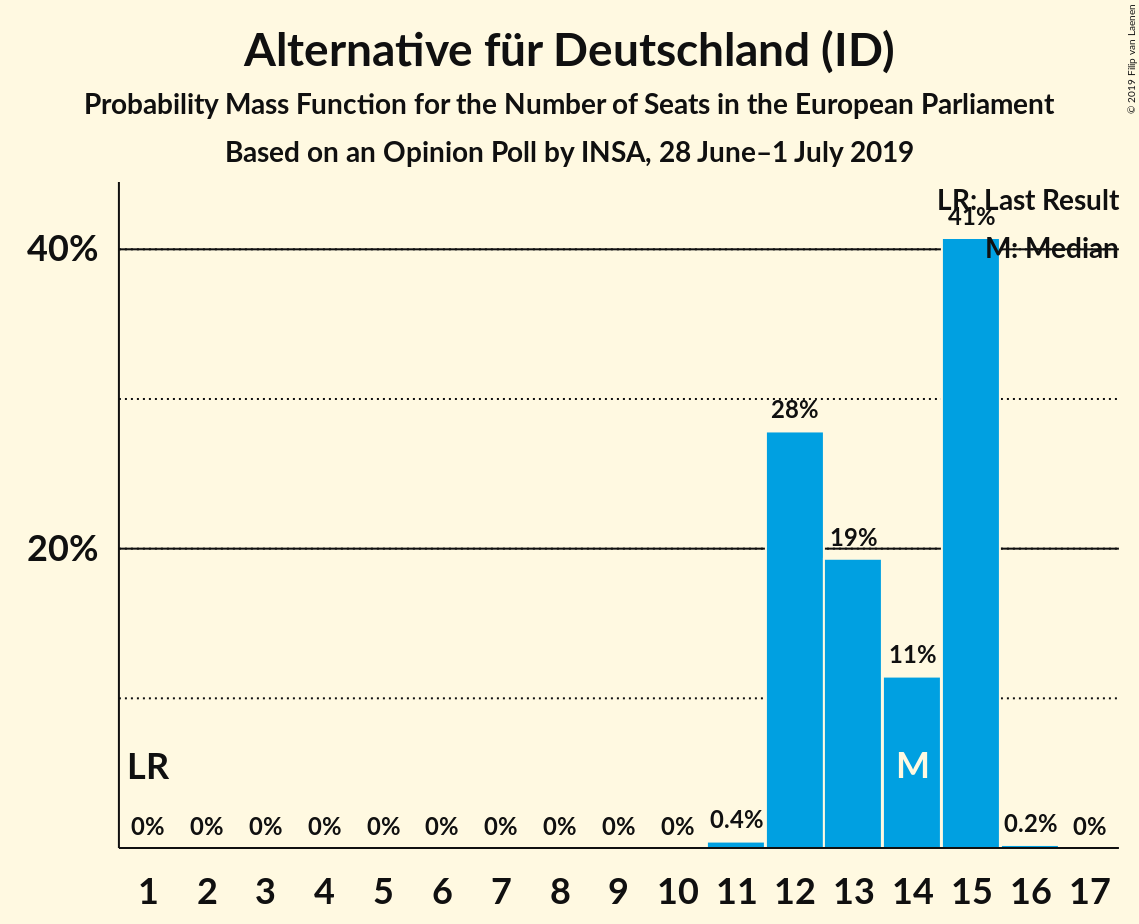 Alternative für Deutschland (ID)
Probability Mass Function for the Number of Seats in the European Parliament
Based on an Opinion Poll by INSA, 28 June–1 July 2019
© 2019 Filip van Laenen
LR: Last Result
41%
M: Median
40%
28%
20%
19%
11%
LR
M
0% 0% 0% 0% 0% 0% 0% 0% 0% 0% 0.4% 0.2% 0%
1 2 3 4 5 6 7 8 9 10 11 12 13 14 15 16 17